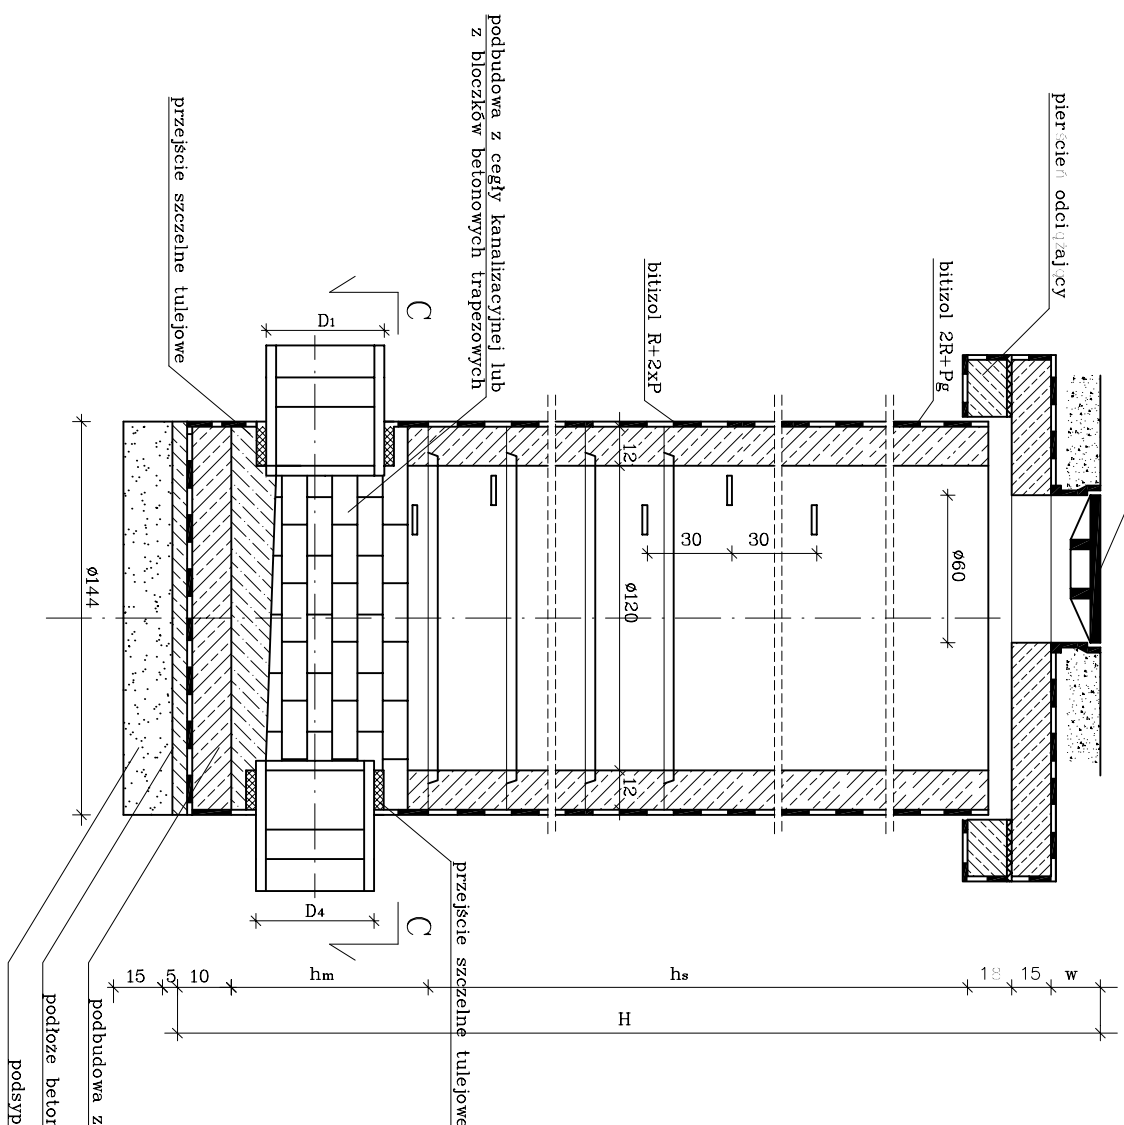 pierścień odciążający
bitizol 2R+Pg
bitizol R+2xP
podbudowa z cegły kanalizacyjnej lub
z bloczków betonowych trapezowych
przejście szczelne tulejowe
C
D1
12
30
30
ø60
ø120
ø144
12
D4
C
przejście szczelne tulejowe
15
5
10
hm
hs
15
w
H
podbudowa z
podłoże beton
podsyp